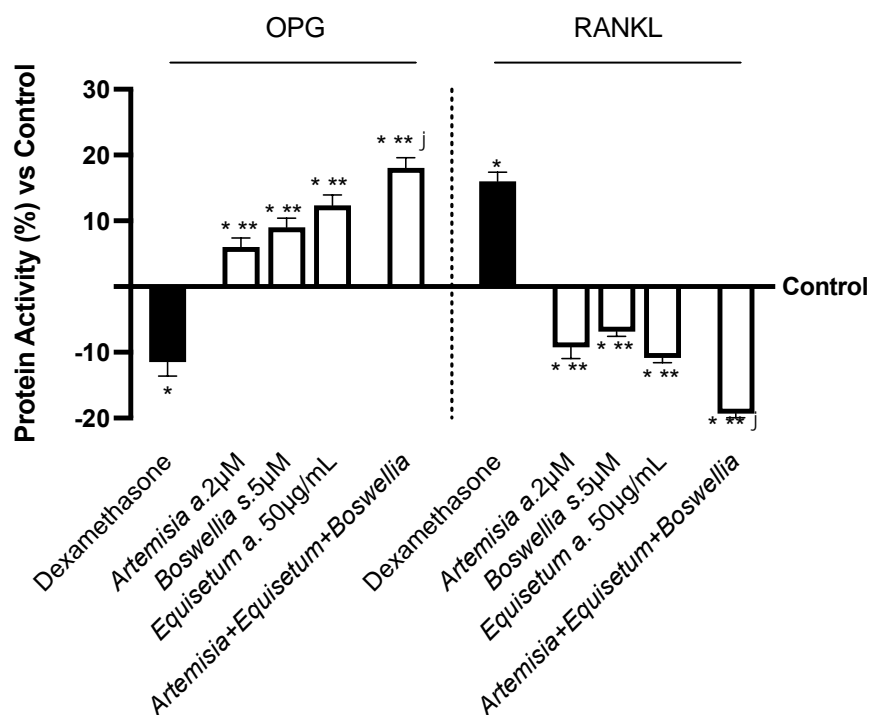 OPG
RANKL
Protein Activity (%) vs Control
30
20
10
-10
-20
* ** j
* **
* **
* **
*
*
* **
* **
* **
* ** j
Control
Dexamethasone
Artemisia a.2µM
Boswellia s.5µM
Equisetum a. 50µg/mL
Artemisia+Equisetum+Boswellia
Dexamethasone
Artemisia a.2µM
Boswellia s.5µM
Equisetum a. 50µg/mL
Artemisia+Equisetum+Boswellia